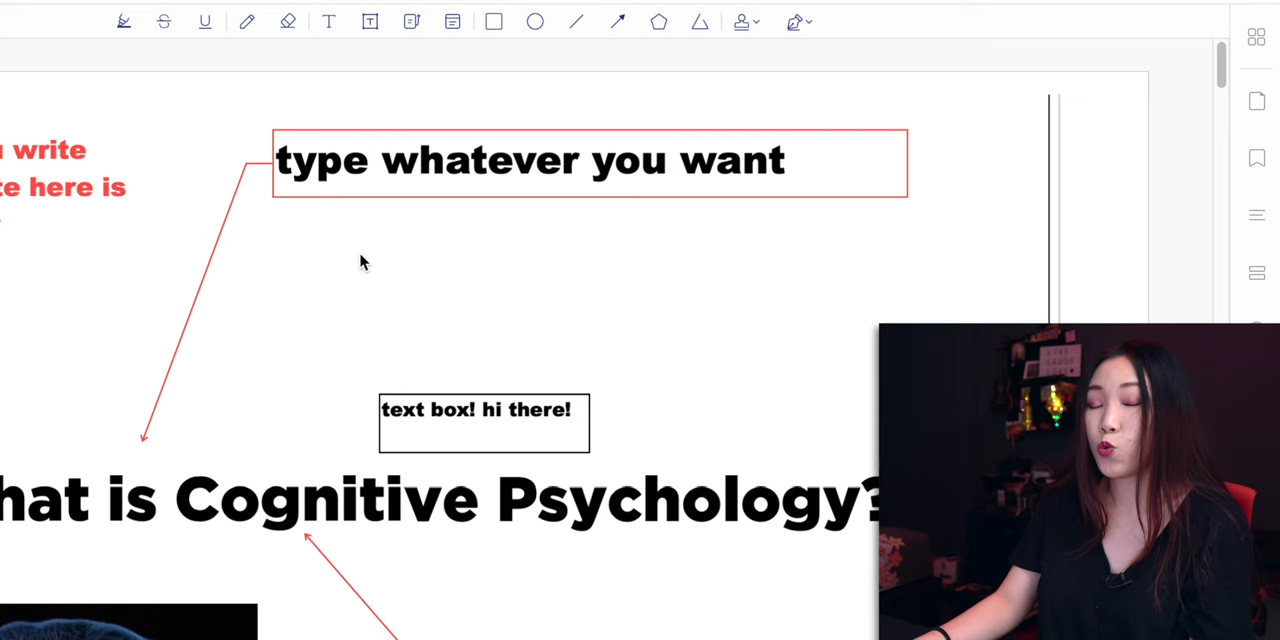 write
te here is
type whatever you want
text box! hi there!
hat is Cognitive Psychology?